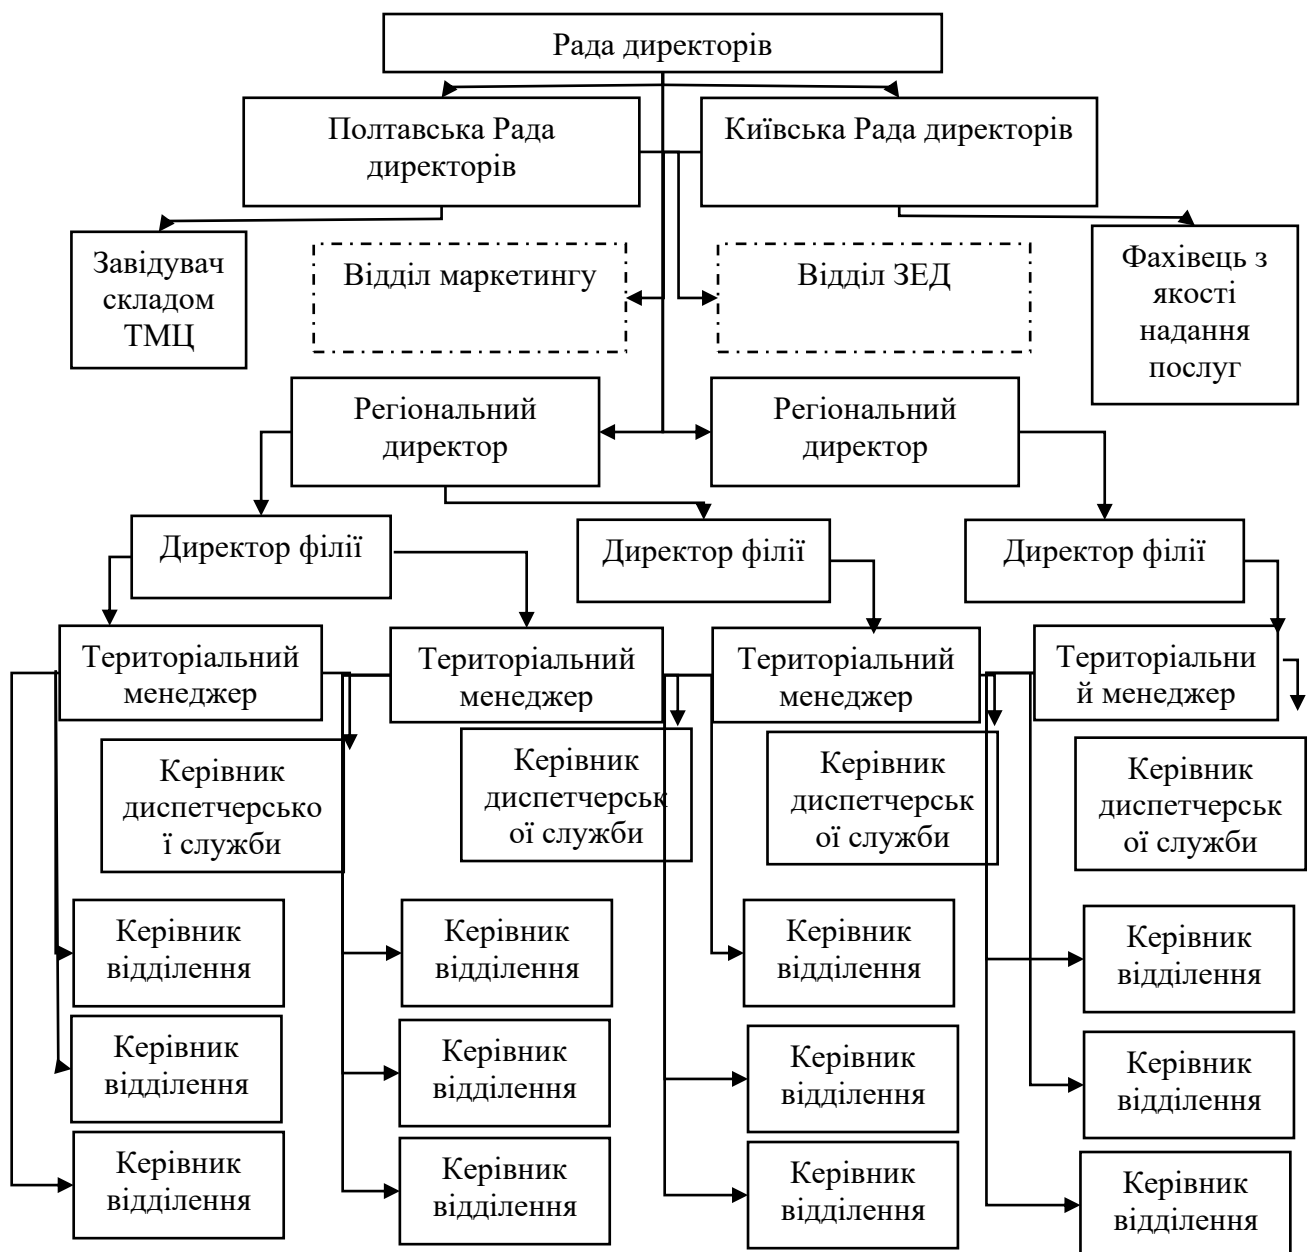 Рада директорів
Полтавська Рада
директорів
Київська Рада директорів
Завідувач
складом
ТМЦ
Відділ маркетингу
Відділ ЗЕД
Фахівець з
якості
надання
послуг
Регіональний
директор
Регіональний
директор
Директор філії
Директор філії
Директор філії
Територіальний
менеджер
Територіальний
менеджер
Територіальний
менеджер
Територіальни
й менеджер
Керівник
диспетчерсько
ї служби
Керівник
диспетчерськ
ої служби
Керівник
диспетчерськ
ої служби
Керівник
диспетчерськ
ої служби
Керівник
відділення
Керівник
відділення
Керівник
відділення
Керівник
відділення
Керівник
відділення
Керівник
відділення
Керівник
відділення
Керівник
відділення
Керівник
відділення
Керівник
відділення
Керівник
відділення
Керівник
відділення